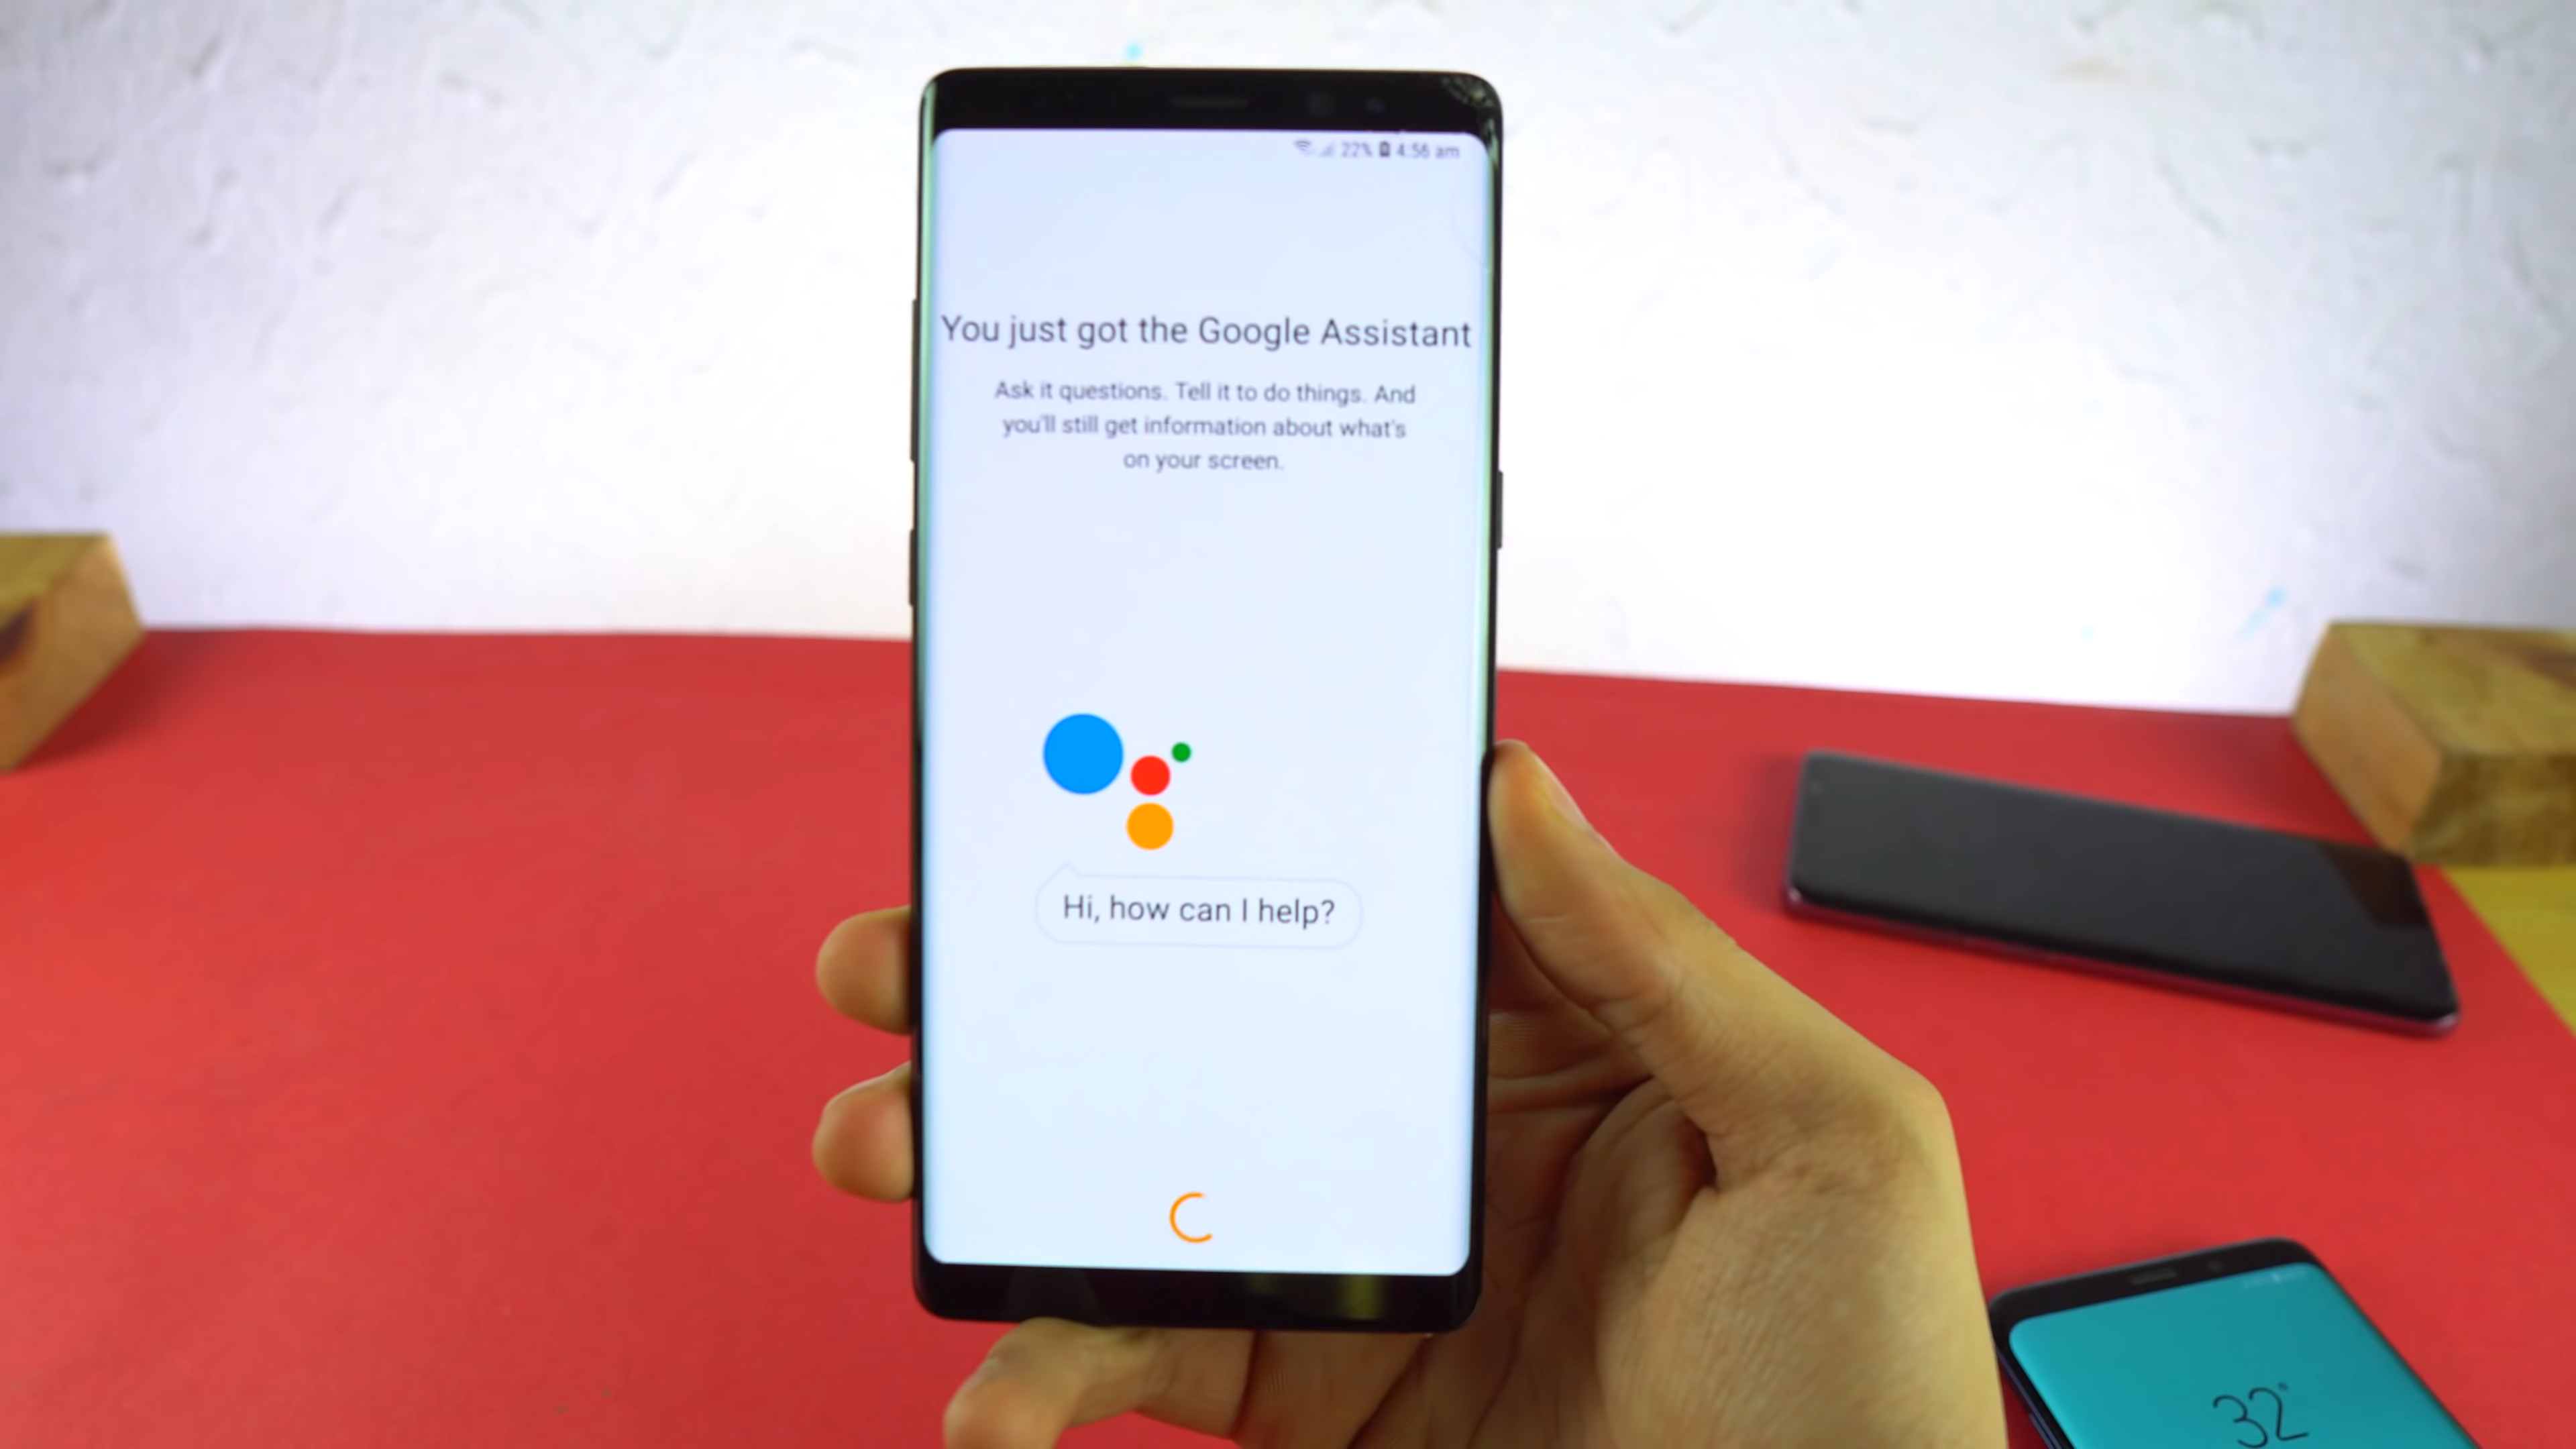 22% 4:56 am
You just got the Google Assistant
Ask it questions. Tell it to do things. And
you'll still get information about what's
on your screen.
Hi, how can I help?
32°